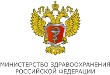 МИНИСТЕРСТВО ЗДРАВООХРАНЕНИЯ
РОССИЙСКОЙ ФЕДЕРАЦИИ